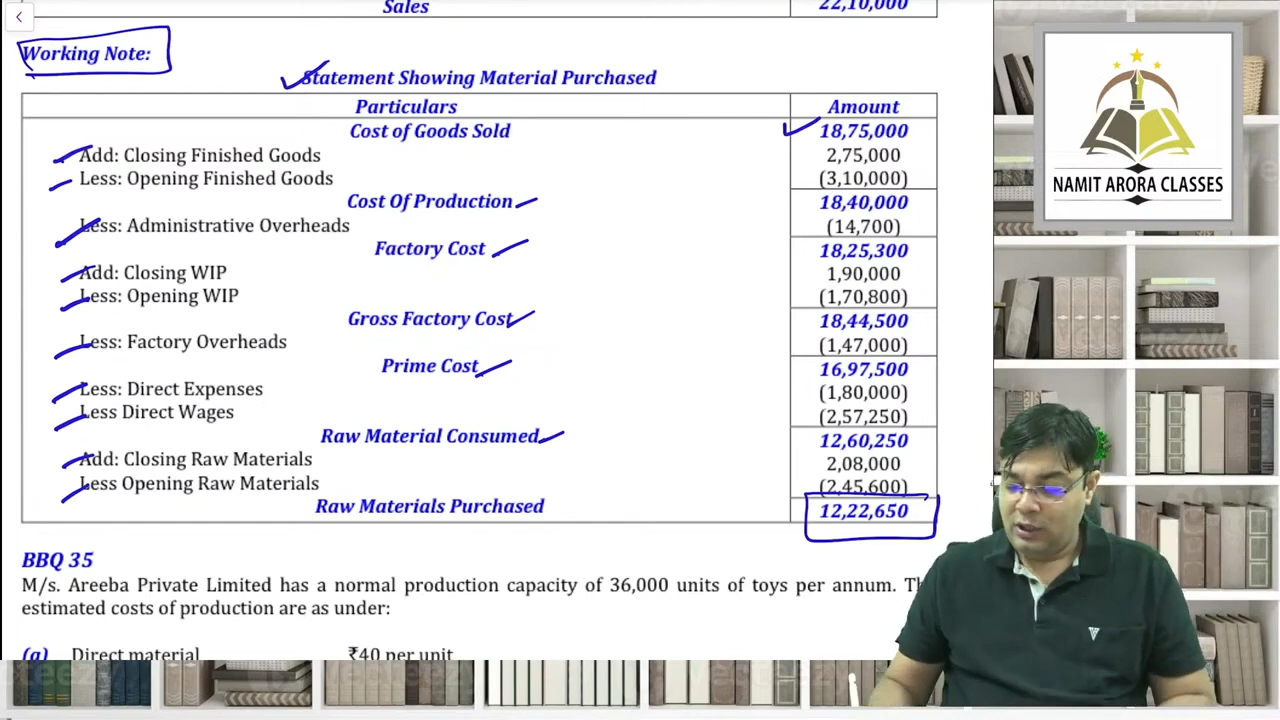 Sales 22,10,000
Working Note:
Statement Showing Material Purchased
Particulars Amount
Cost of Goods Sold 18,75,000
Add: Closing Finished Goods 2,75,000
Less: Opening Finished Goods (3,10,000)
Cost Of Production 18,40,000
Less: Administrative Overheads (14,700)
Factory Cost 18,25,300
Add: Closing WIP 1,90,000
Less: Opening WIP (1,70,800)
Gross Factory Cost 18,44,500
Less: Factory Overheads (1,47,000)
Prime Cost 16,97,500
Less: Direct Expenses (1,80,000)
Less Direct Wages (2,57,250)
Raw Material Consumed 12,60,250
Add: Closing Raw Materials 2,08,000
Less Opening Raw Materials (2,45,600)
Raw Materials Purchased 12,22,650
BBQ 35
M/s. Areeba Private Limited has a normal production capacity of 36,000 units of toys per annum.
estimated costs of production are as under:
(a) Direct material ₹40 per unit
NAMIT ARORA CLASSES